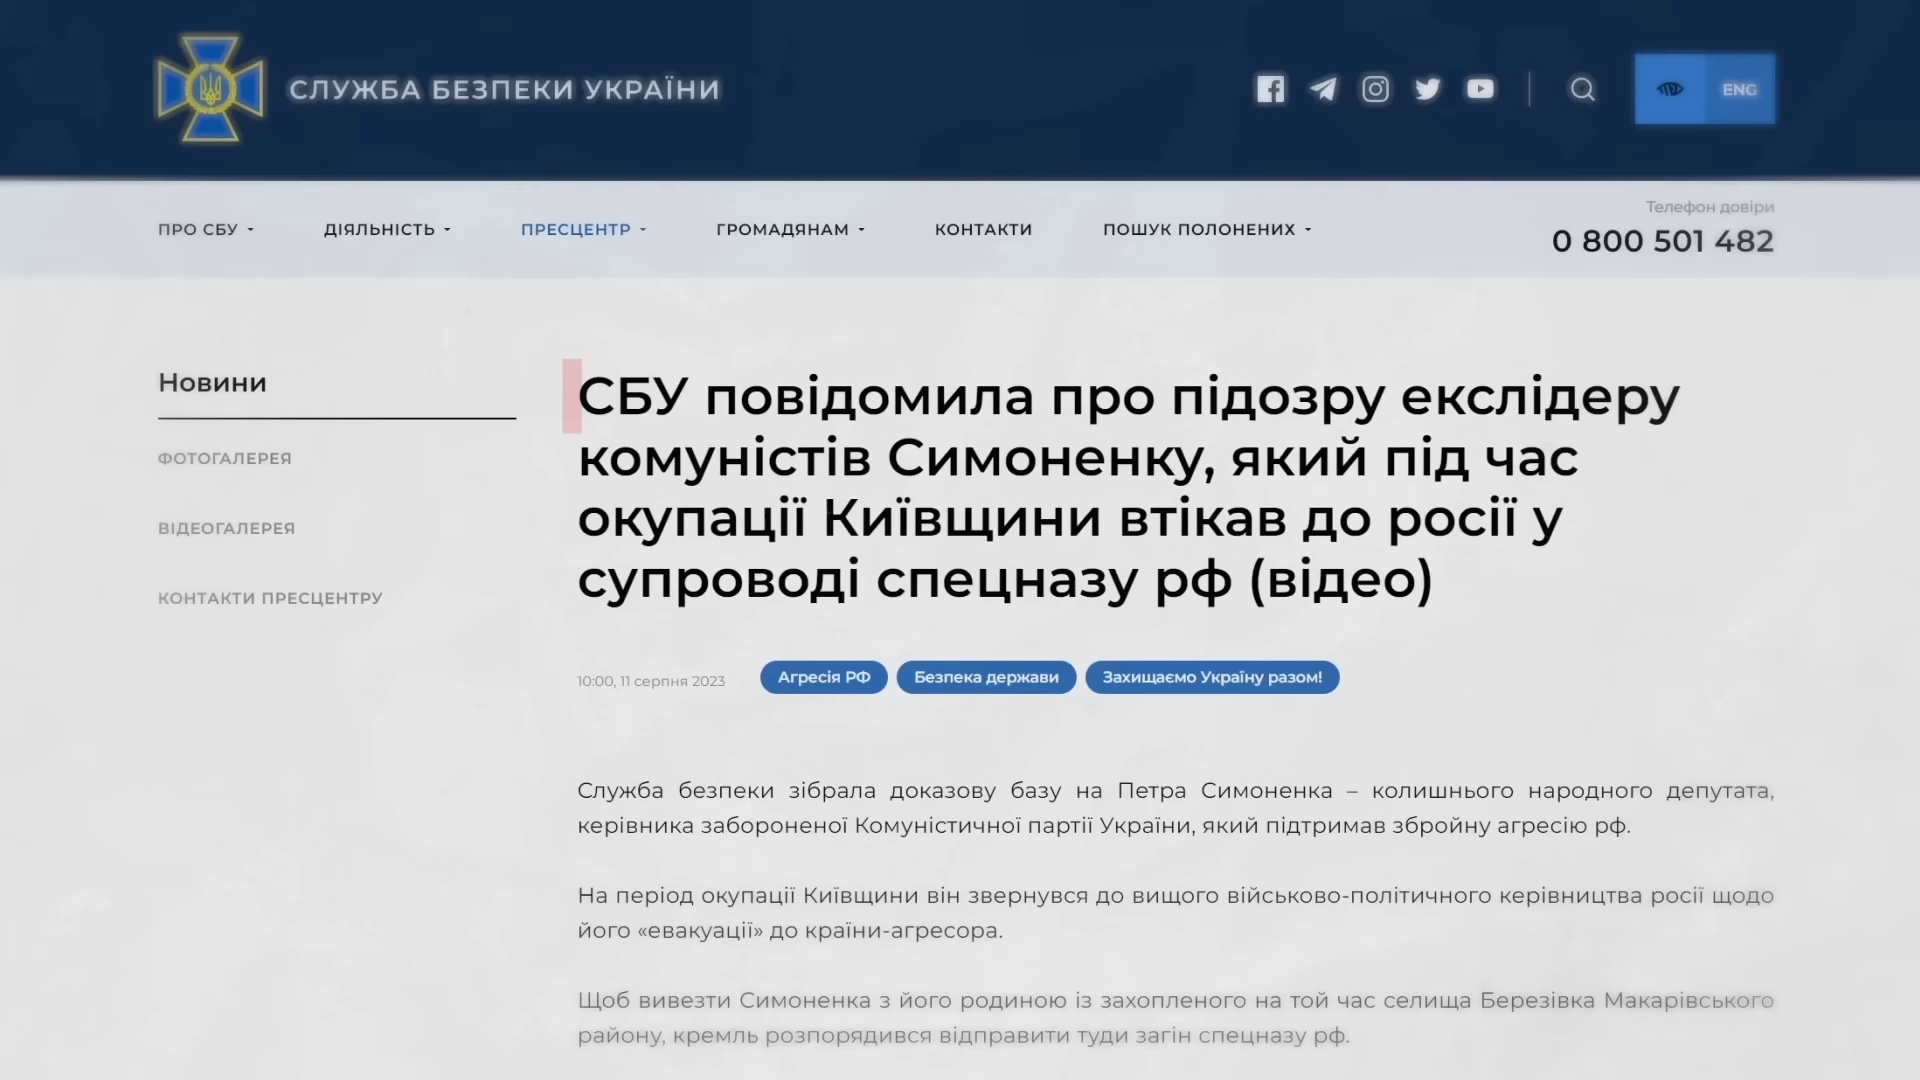 СЛУЖБА БЕЗПЕКИ УКРАЇНИ
ENG
ПРО СБУ
ДІЯЛЬНІСТЬ
ПРЕСЦЕНТР
ГРОМАДЯНАМ
КОНТАКТИ
ПОШУК ПОЛОНЕНИХ
Телефон довіри
0 800 501 482
Новини
ФОТОГАЛЕРЕЯ
ВІДЕОГАЛЕРЕЯ
КОНТАКТИ ПРЕСЦЕНТРУ
СБУ повідомила про підозру екслідеру
комуністів Симоненку, який під час
окупації Київщини втікав до росії у
супроводі спецназу рф (відео)
10:00, 11 серпня 2023
Агресія РФ
Безпека держави
Захищаємо Україну разом!
Служба безпеки зібрала доказову базу на Петра Симоненка – колишнього народного депутата,
керівника забороненої Комуністичної партії України, який підтримав збройну агресію рф.
На період окупації Київщини він звернувся до вищого військово-політичного керівництва росії щодо
його «евакуації» до країни-агресора.
Щоб вивезти Симоненка з його родиною із захопленого на той час селища Березівка Макарівського
району, кремль розпорядився відправити туди загін спецназу рф.